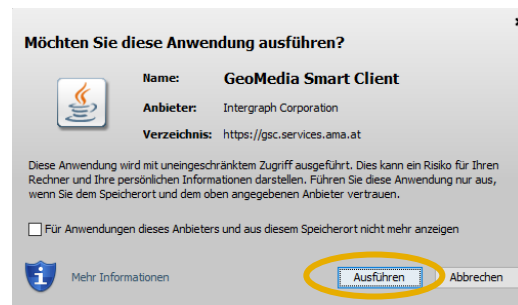 Möchten Sie diese Anwendung ausführen?
Name: GeoMedia Smart Client
Anbieter: Intergraph Corporation
Verzeichnis: https://gsc.services.ama.at
Diese Anwendung wird mit uneingeschränktem Zugriff ausgeführt. Dies kann ein Risiko für Ihren
Rechner und Ihre persönlichen Informationen darstellen. Führen Sie diese Anwendung nur aus,
wenn Sie dem Speicherort und dem oben angegebenen Anbieter vertrauen.
Für Anwendungen dieses Anbieters und aus diesem Speicherort nicht mehr anzeigen
Mehr Informationen Ausführen Abbrechen